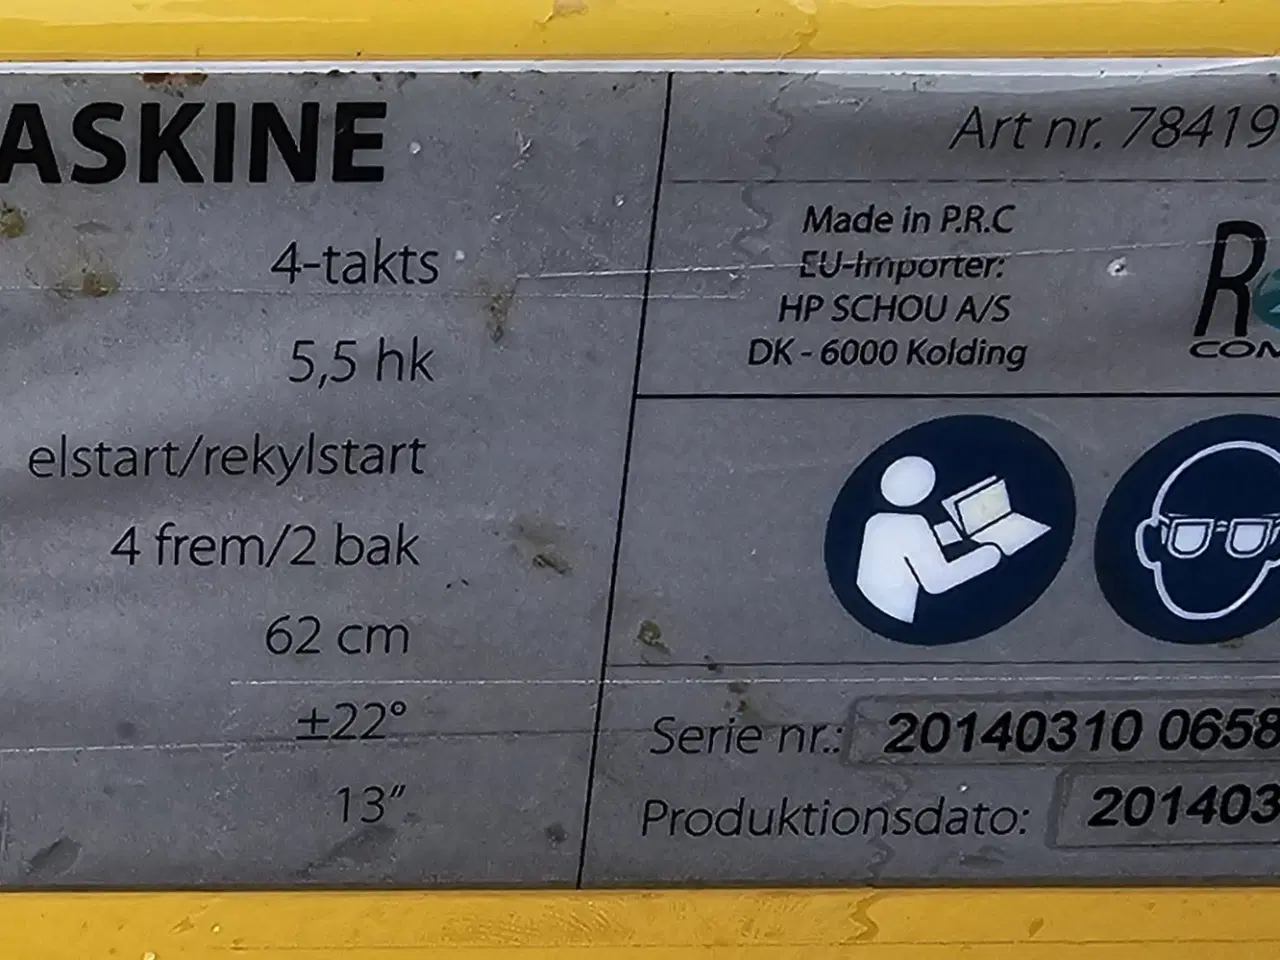 ASKINE
4-takts
5,5 hk
elstart/rekylstart
4 frem/2 bak
62 cm
±22°
13”
Art nr. 78419
Made in P.R.C
EU-Importer:
HP SCHOU A/S
DK - 6000 Kolding
R
COM
Serie nr.: 20140310 0658
Produktionsdato: 201403